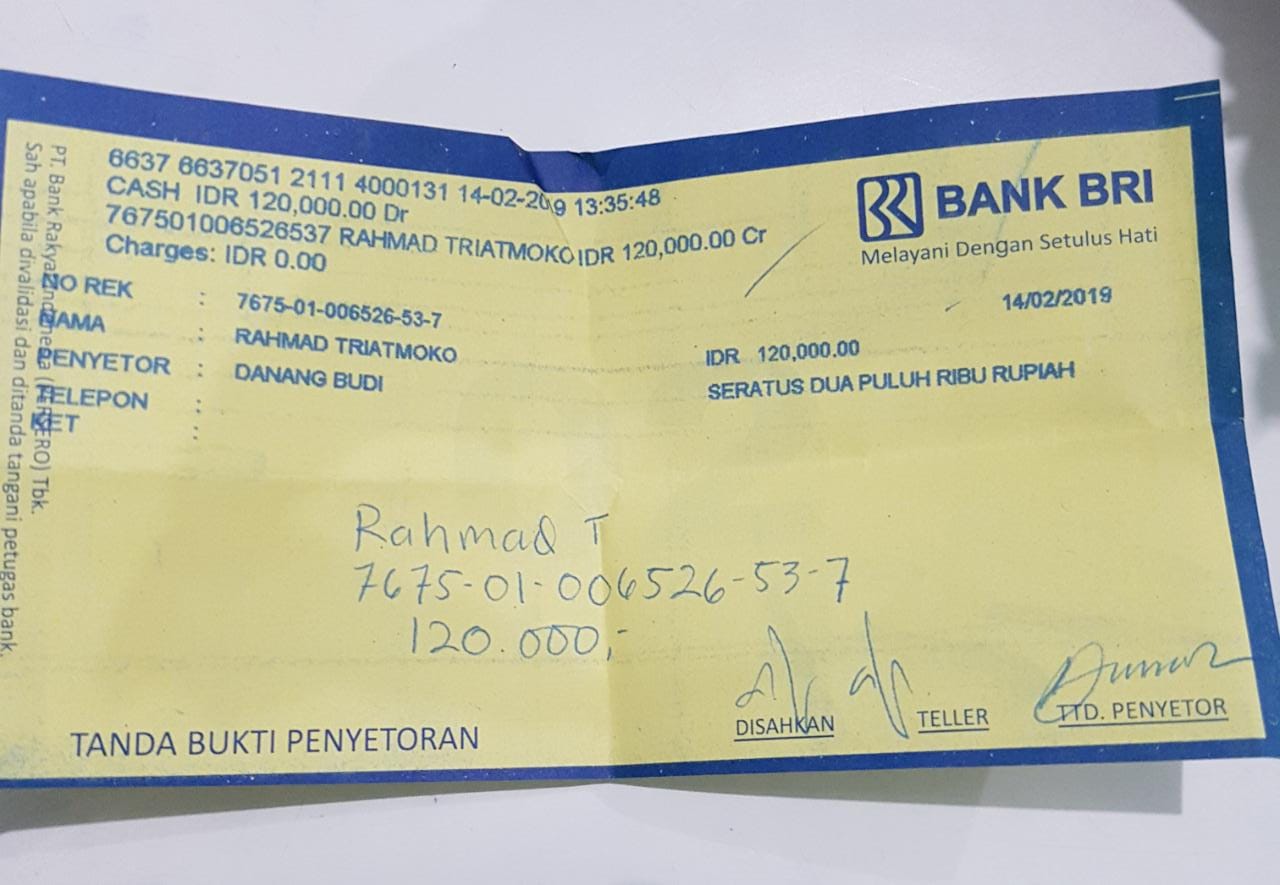 6637 6637051 2111 4000131 14-02-209 13:35:48
CASH IDR 120,000.00 Dr
767501006526537 RAHMAD TRIATMOKO IDR 120,000.00 Cr
Charges: IDR 0.00
BANK BRI
Melayani Dengan Setulus Hati
14/02/2019
NO REK : 7675-01-006526-53-7
NAMA : RAHMAD TRIATMOKO
PENYETOR : DANANG BUDI
TELEPON :
KET :
IDR 120,000.00
SERATUS DUA PULUH RIBU RUPIAH
PT. Bank Rakyat Indonesia (PERSERO) Tbk.
Sah apabila divalidasi dan ditanda tangani petugas bank.
Rahmad T
7675-01-006526-53-7
120.000,-
DISAHKAN
TELLER
TTD. PENYETOR
TANDA BUKTI PENYETORAN